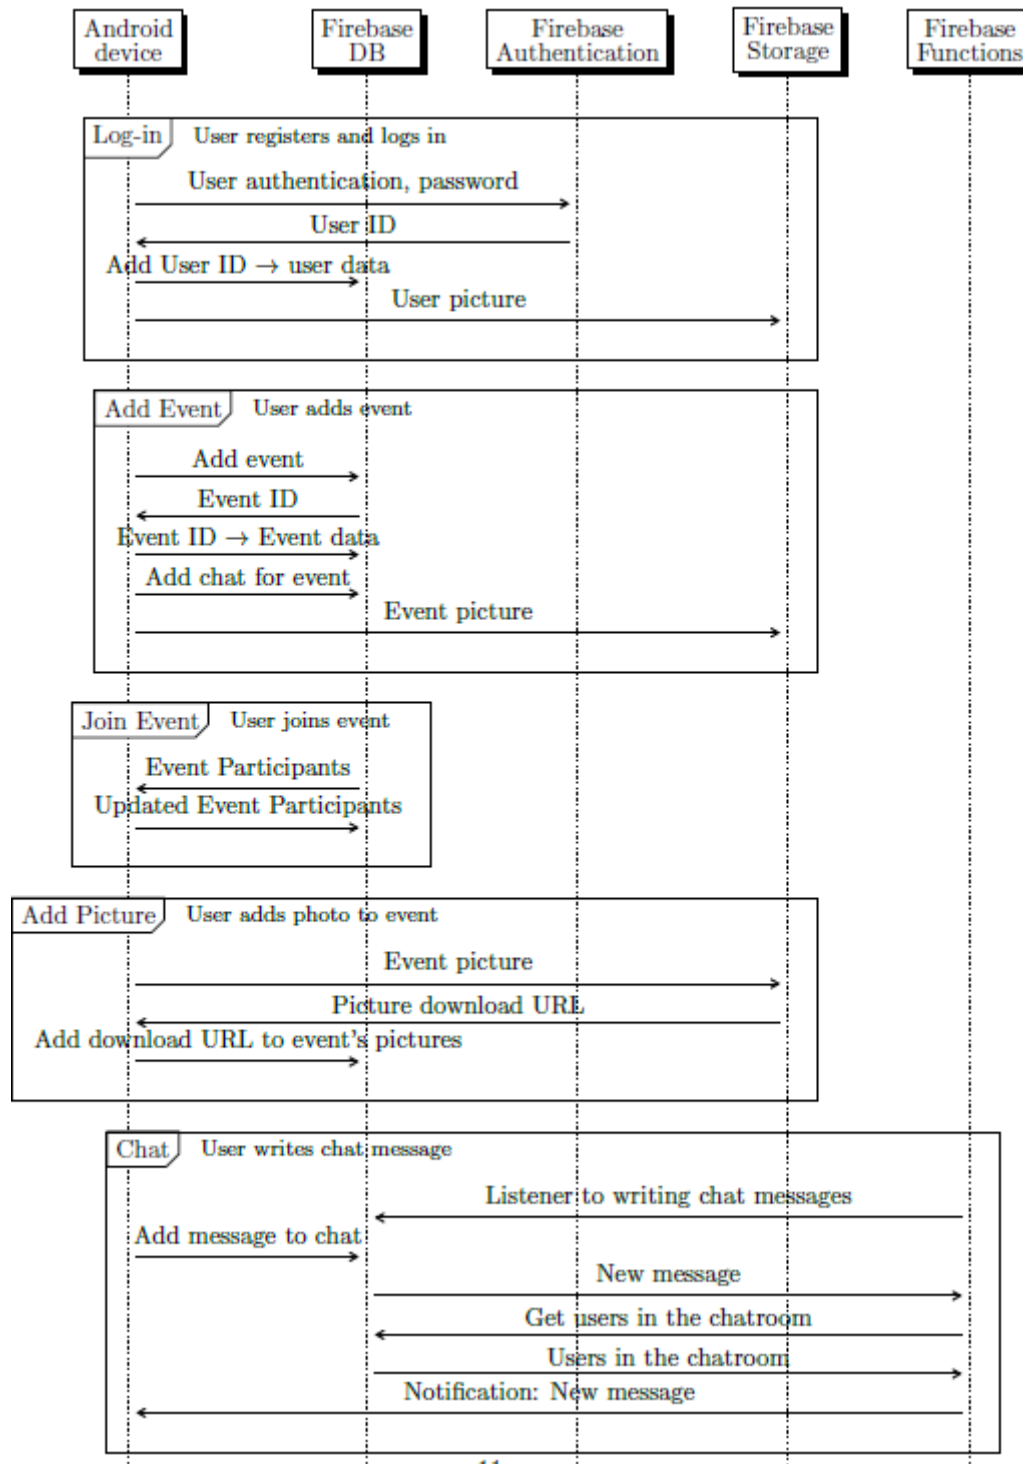 Android
device
Firebase
DB
Firebase
Authentication
Firebase
Storage
Firebase
Functions
Log-in
User registers and logs in
User authentication, password
User ID
Add User ID → user data
User picture
Add Event
User adds event
Add event
Event ID
Event ID → Event data
Add chat for event
Event picture
Join Event
User joins event
Event Participants
Updated Event Participants
Add Picture
User adds photo to event
Event picture
Picture download URL
Add download URL to event's pictures
Chat
User writes chat message
Listener to writing chat messages
Add message to chat
New message
Get users in the chatroom
Users in the chatroom
Notification: New message